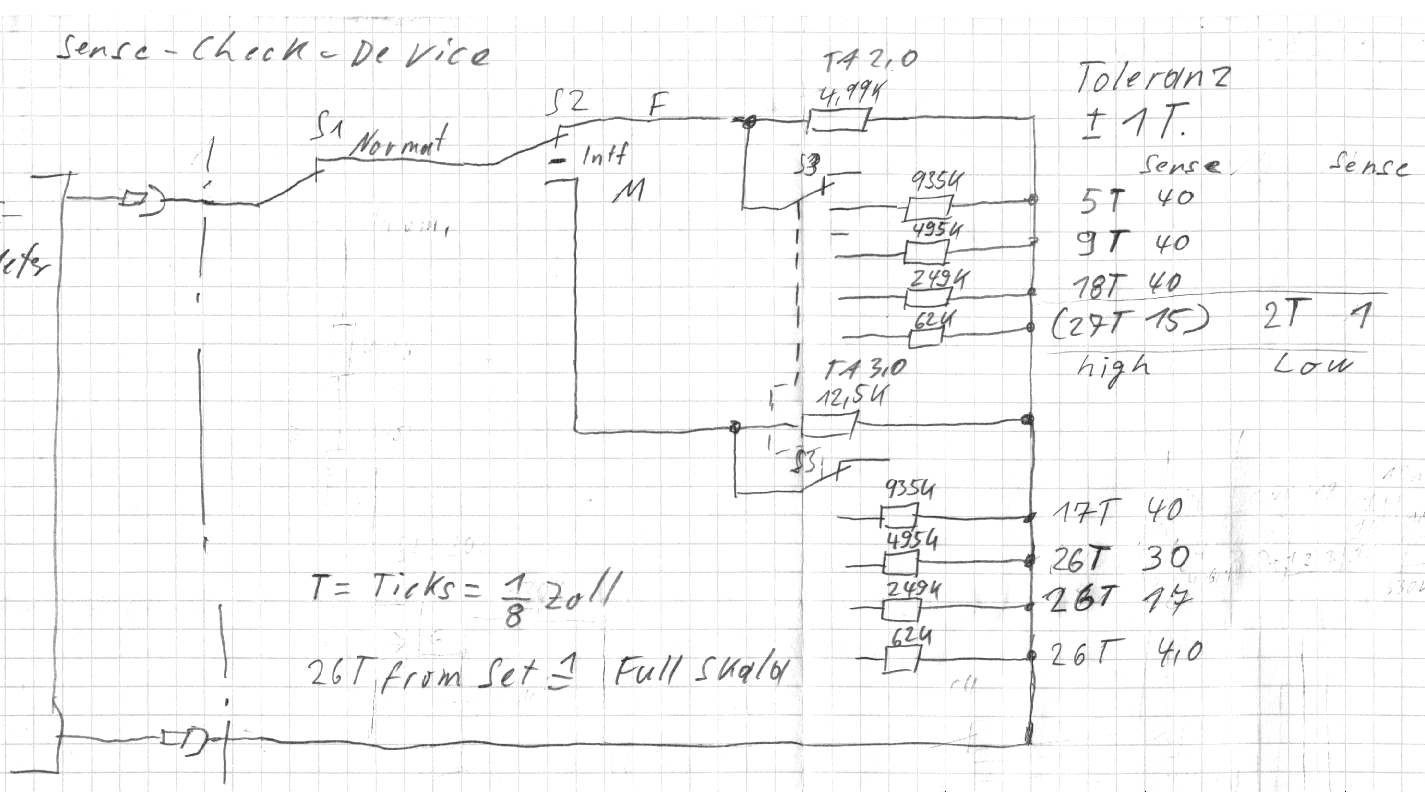 Sense-Check-Device
TA 2,0
4,99K
Toleranz
± 1T.
S1 Normal
S2 F
Intf
M
Sense Sense
S3
935K
5T 40
495K
9T 40
249K
18T 40
62K
(27T 15) 2T 1
high Low
TA 3,0
12,5K
S3
935K
17T 40
495K
26T 30
249K
26T 17
62K
26T 4,0
T = Ticks = 1/8 Zoll
26T from Set ≙ Full Skala